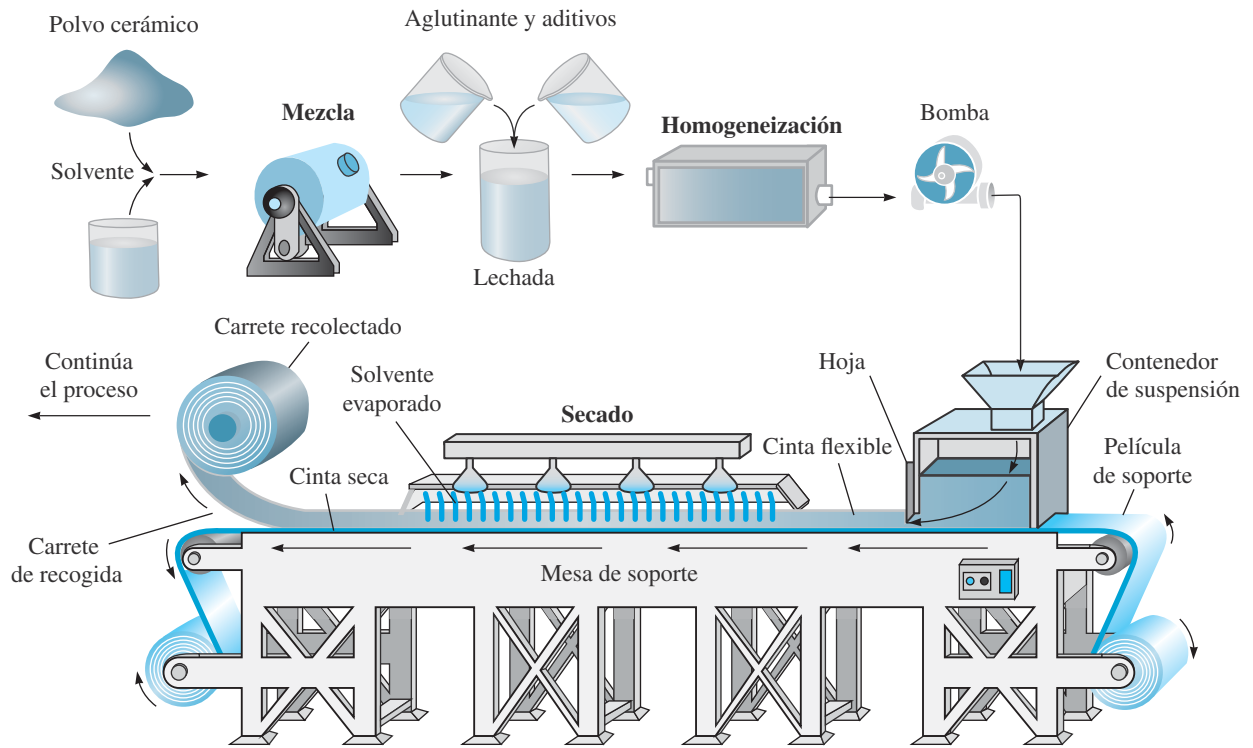 Polvo cerámico
Aglutinante y aditivos
Mezcla
Homogeneización
Bomba
Solvente
Lechada
Carrete recolectado
Continúa
el proceso
Solvente
evaporado
Secado
Hoja
Contenedor
de suspensión
Cinta flexible
Película
de soporte
Cinta seca
Carrete
de recogida
Mesa de soporte